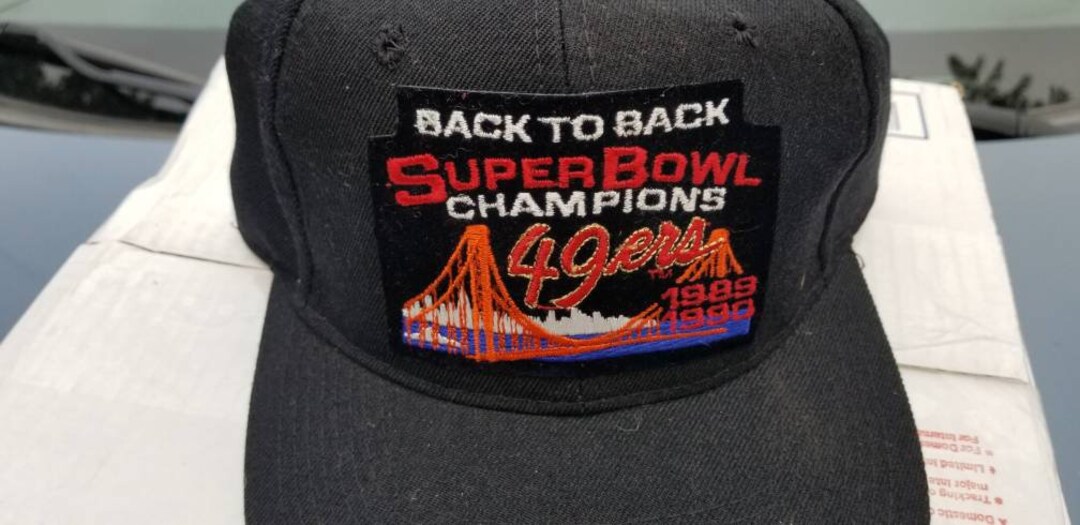 BACK TO BACK
SUPER BOWL
CHAMPIONS
49ers
1989
1990